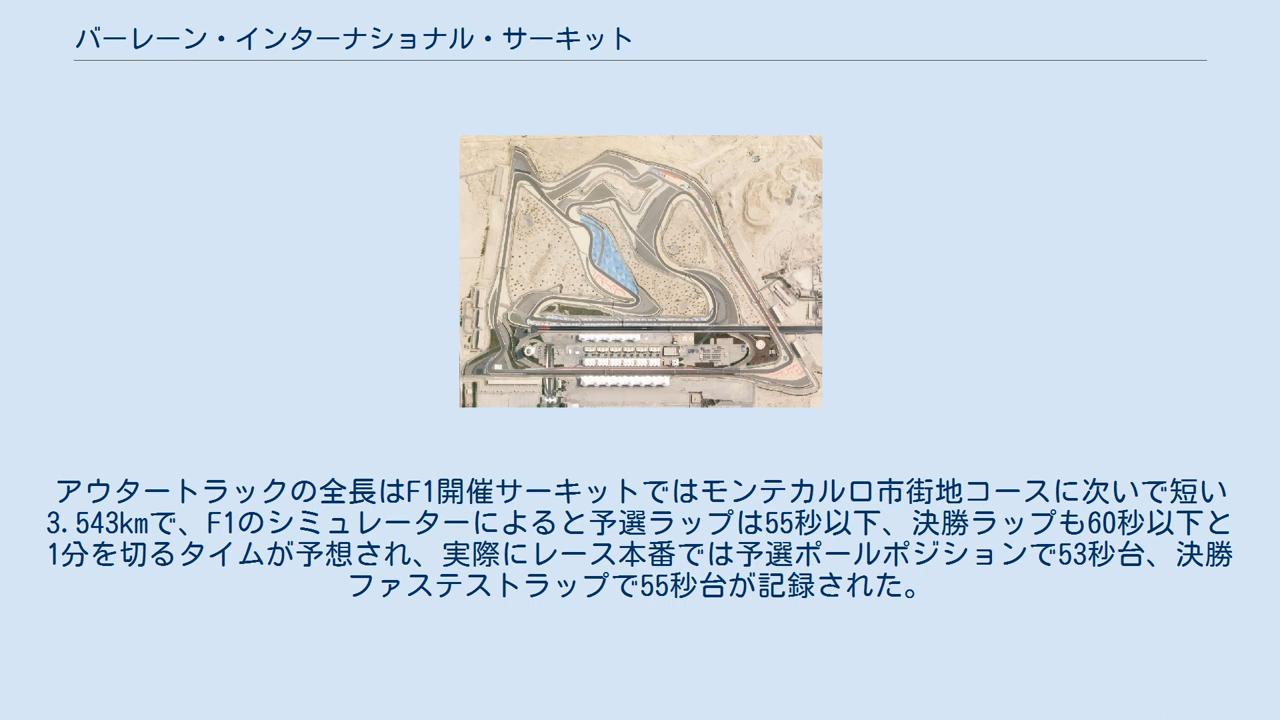 バーレーン・インターナショナル・サーキット
アウタートラックの全長はF1開催サーキットではモンテカルロ市街地コースに次いで短い
3.543kmで、F1のシミュレーターによると予選ラップは55秒以下、決勝ラップも60秒以下と
1分を切るタイムが予想され、実際にレース本番では予選ポールポジションで53秒台、決勝
ファステストラップで55秒台が記録された。